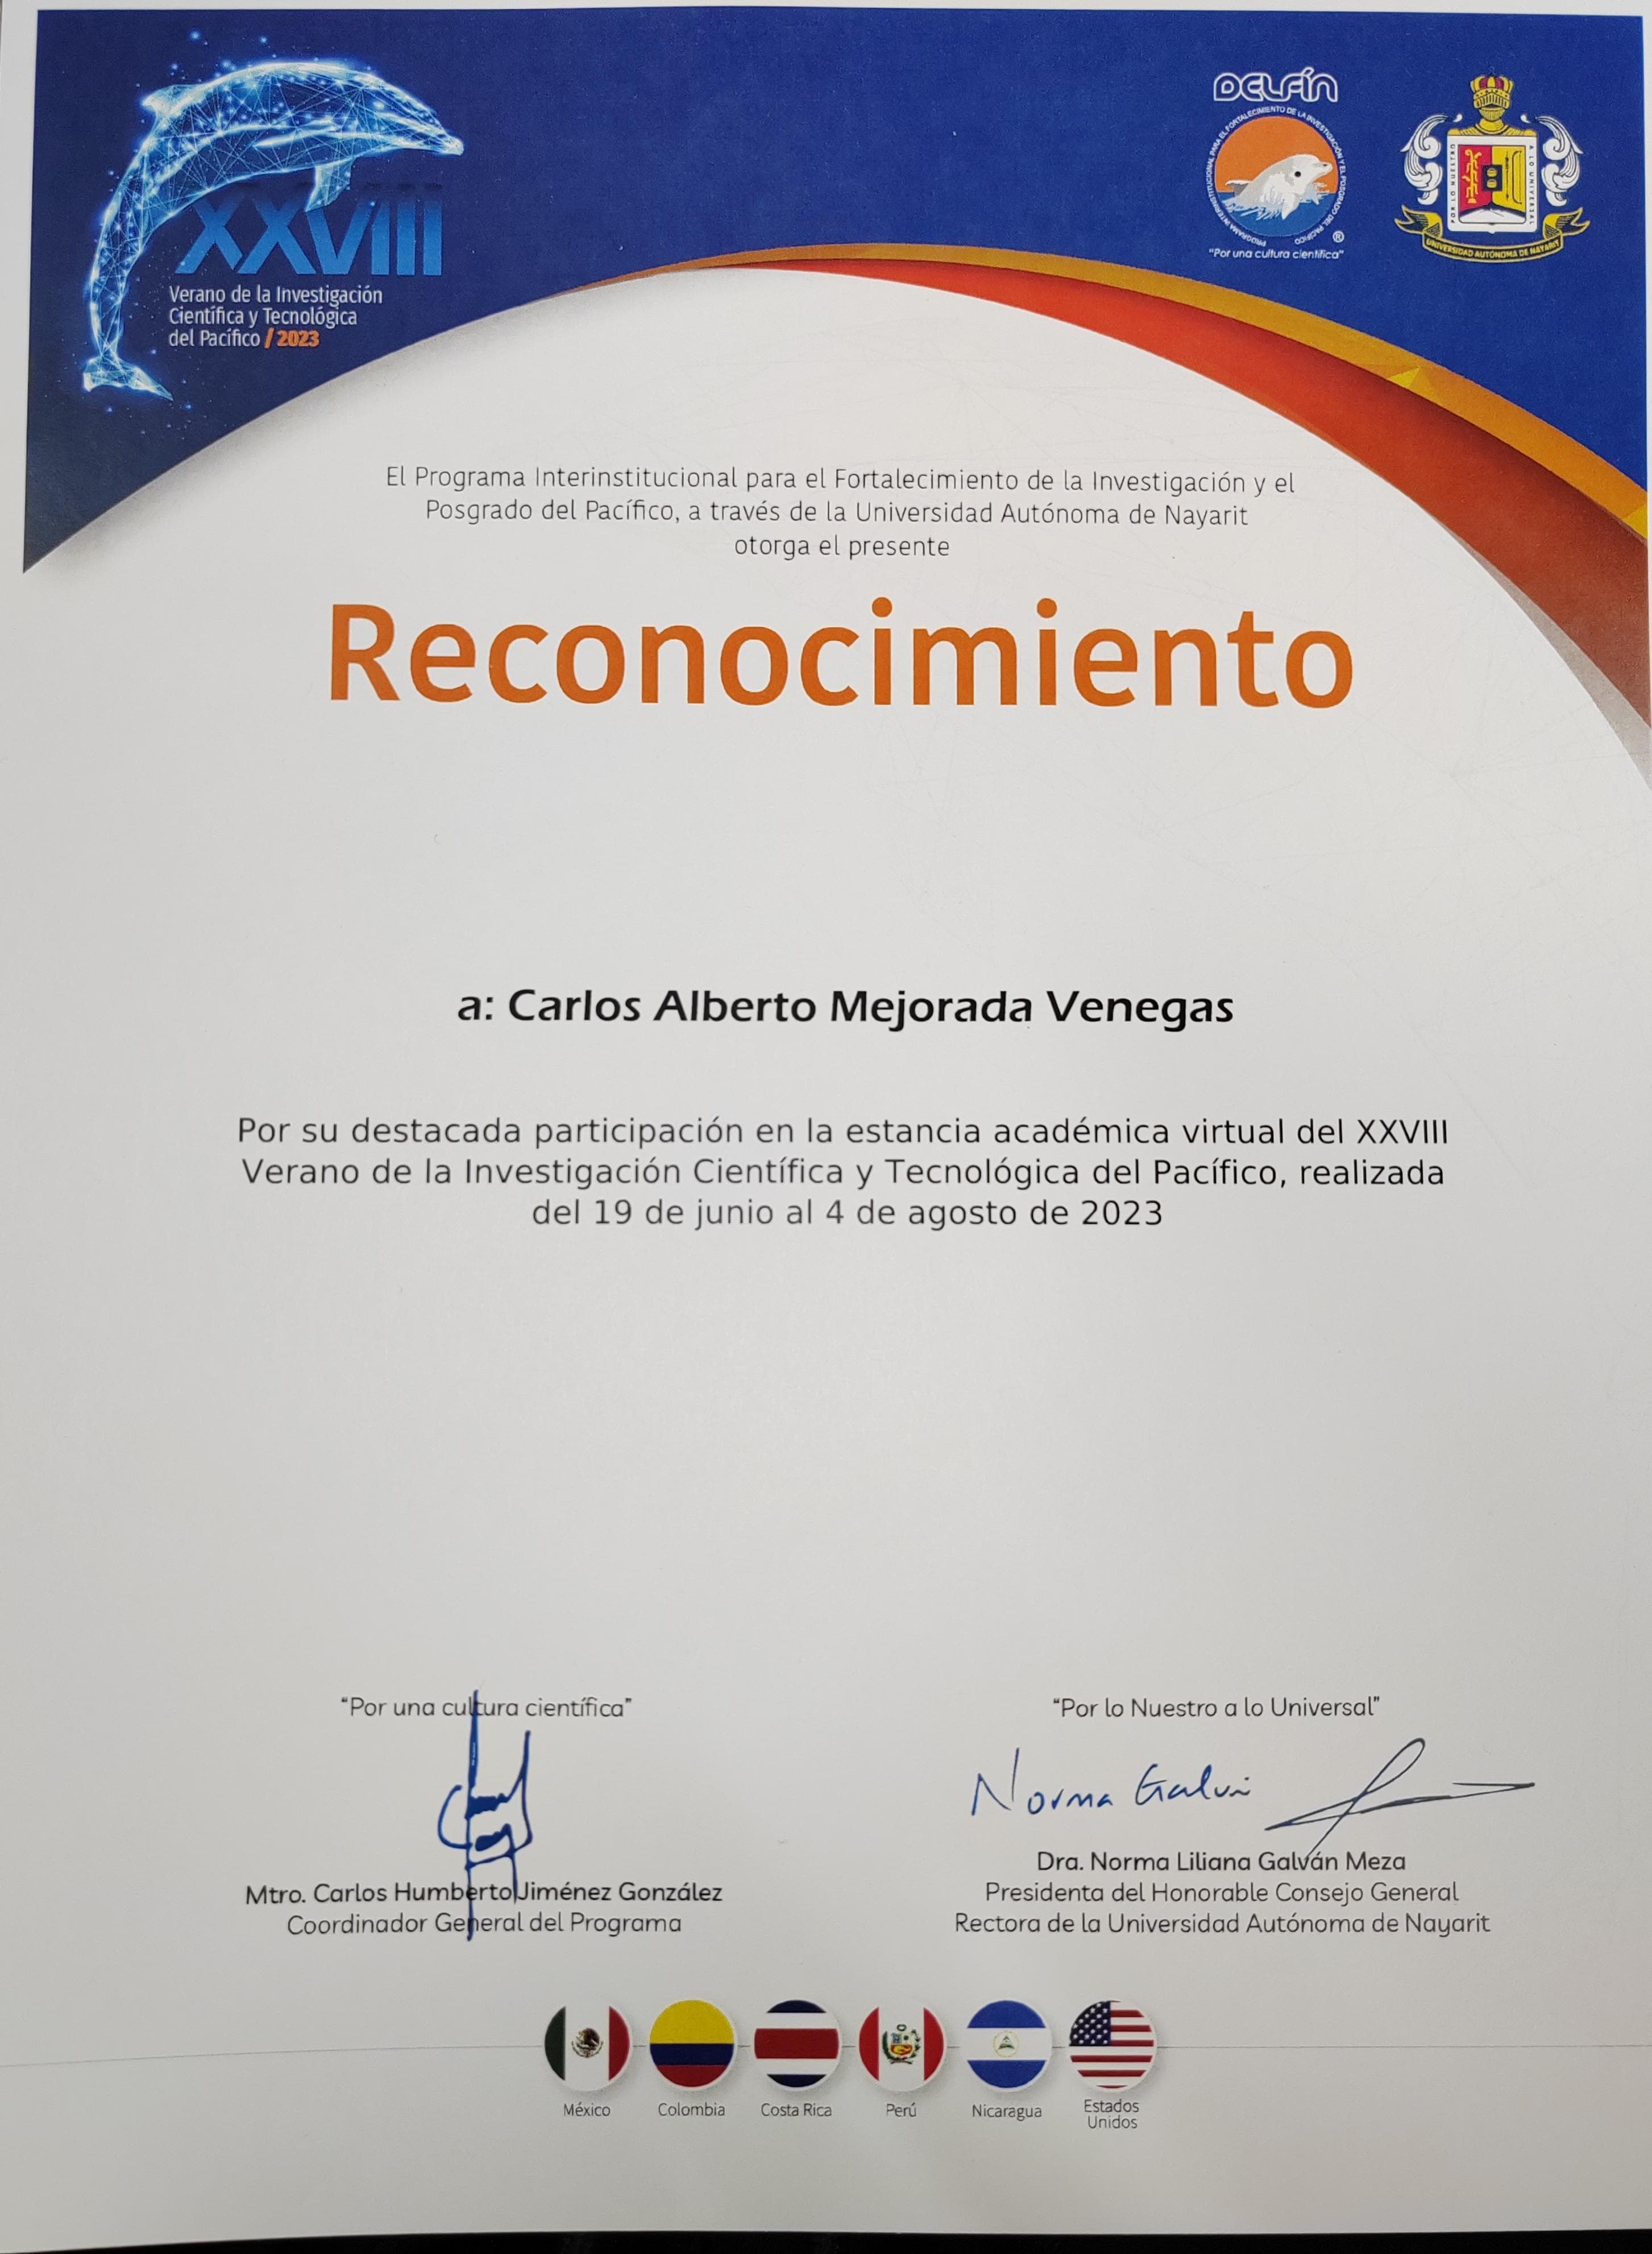 XXVIII
Verano de la Investigación
Científica y Tecnológica
del Pacífico / 2023
DELFÍN
PROGRAMA INTERINSTITUCIONAL PARA EL FORTALECIMIENTO DE LA INVESTIGACIÓN Y EL POSGRADO DEL PACÍFICO
®
"Por una cultura científica"
POR LO NUESTRO
A LO UNIVERSAL
UNIVERSIDAD AUTÓNOMA DE NAYARIT
El Programa Interinstitucional para el Fortalecimiento de la Investigación y el
Posgrado del Pacífico, a través de la Universidad Autónoma de Nayarit
otorga el presente
Reconocimiento
a: Carlos Alberto Mejorada Venegas
Por su destacada participación en la estancia académica virtual del XXVIII
Verano de la Investigación Científica y Tecnológica del Pacífico, realizada
del 19 de junio al 4 de agosto de 2023
"Por una cultura científica"
Mtro. Carlos Humberto Jiménez González
Coordinador General del Programa
"Por lo Nuestro a lo Universal"
Norma Galvi
Dra. Norma Liliana Galván Meza
Presidenta del Honorable Consejo General
Rectora de la Universidad Autónoma de Nayarit
México
Colombia
Costa Rica
Perú
Nicaragua
Estados
Unidos